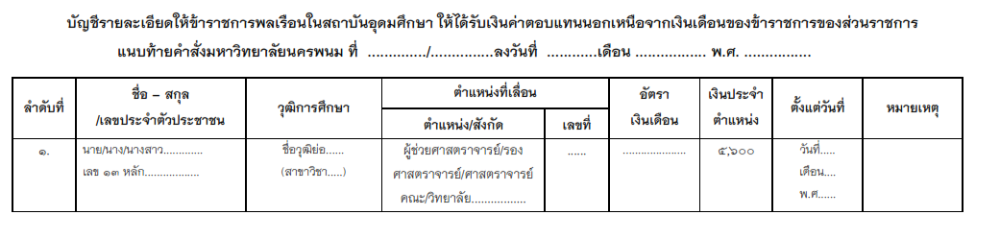 บัญชีรายละเอียดให้ข้าราชการพลเรือนในสถาบันอุดมศึกษา ให้ได้รับเงินค่าตอบแทนนอกเหนือจากเงินเดือนของข้าราชการของส่วนราชการ
แนบท้ายคำสั่งมหาวิทยาลัยนครพนม ที่ ............../...............ลงวันที่ ............เดือน ................. พ.ศ. ................
ลำดับที่
ชื่อ – สกุล
/เลขประจำตัวประชาชน
วุฒิการศึกษา
ตำแหน่งที่เลื่อน
ตำแหน่ง/สังกัด
เลขที่
อัตรา
เงินเดือน
เงินประจำ
ตำแหน่ง
ตั้งแต่วันที่
หมายเหตุ
๑.
นาย/นาง/นางสาว.............
เลข ๑๓ หลัก..................
ชื่อวุฒิย่อ......
(สาขาวิชา.....)
ผู้ช่วยศาสตราจารย์/รอง
ศาสตราจารย์/ศาสตราจารย์
คณะ/วิทยาลัย.................
......
.....................
๕,๖๐๐
วันที่.....
เดือน....
พ.ศ......